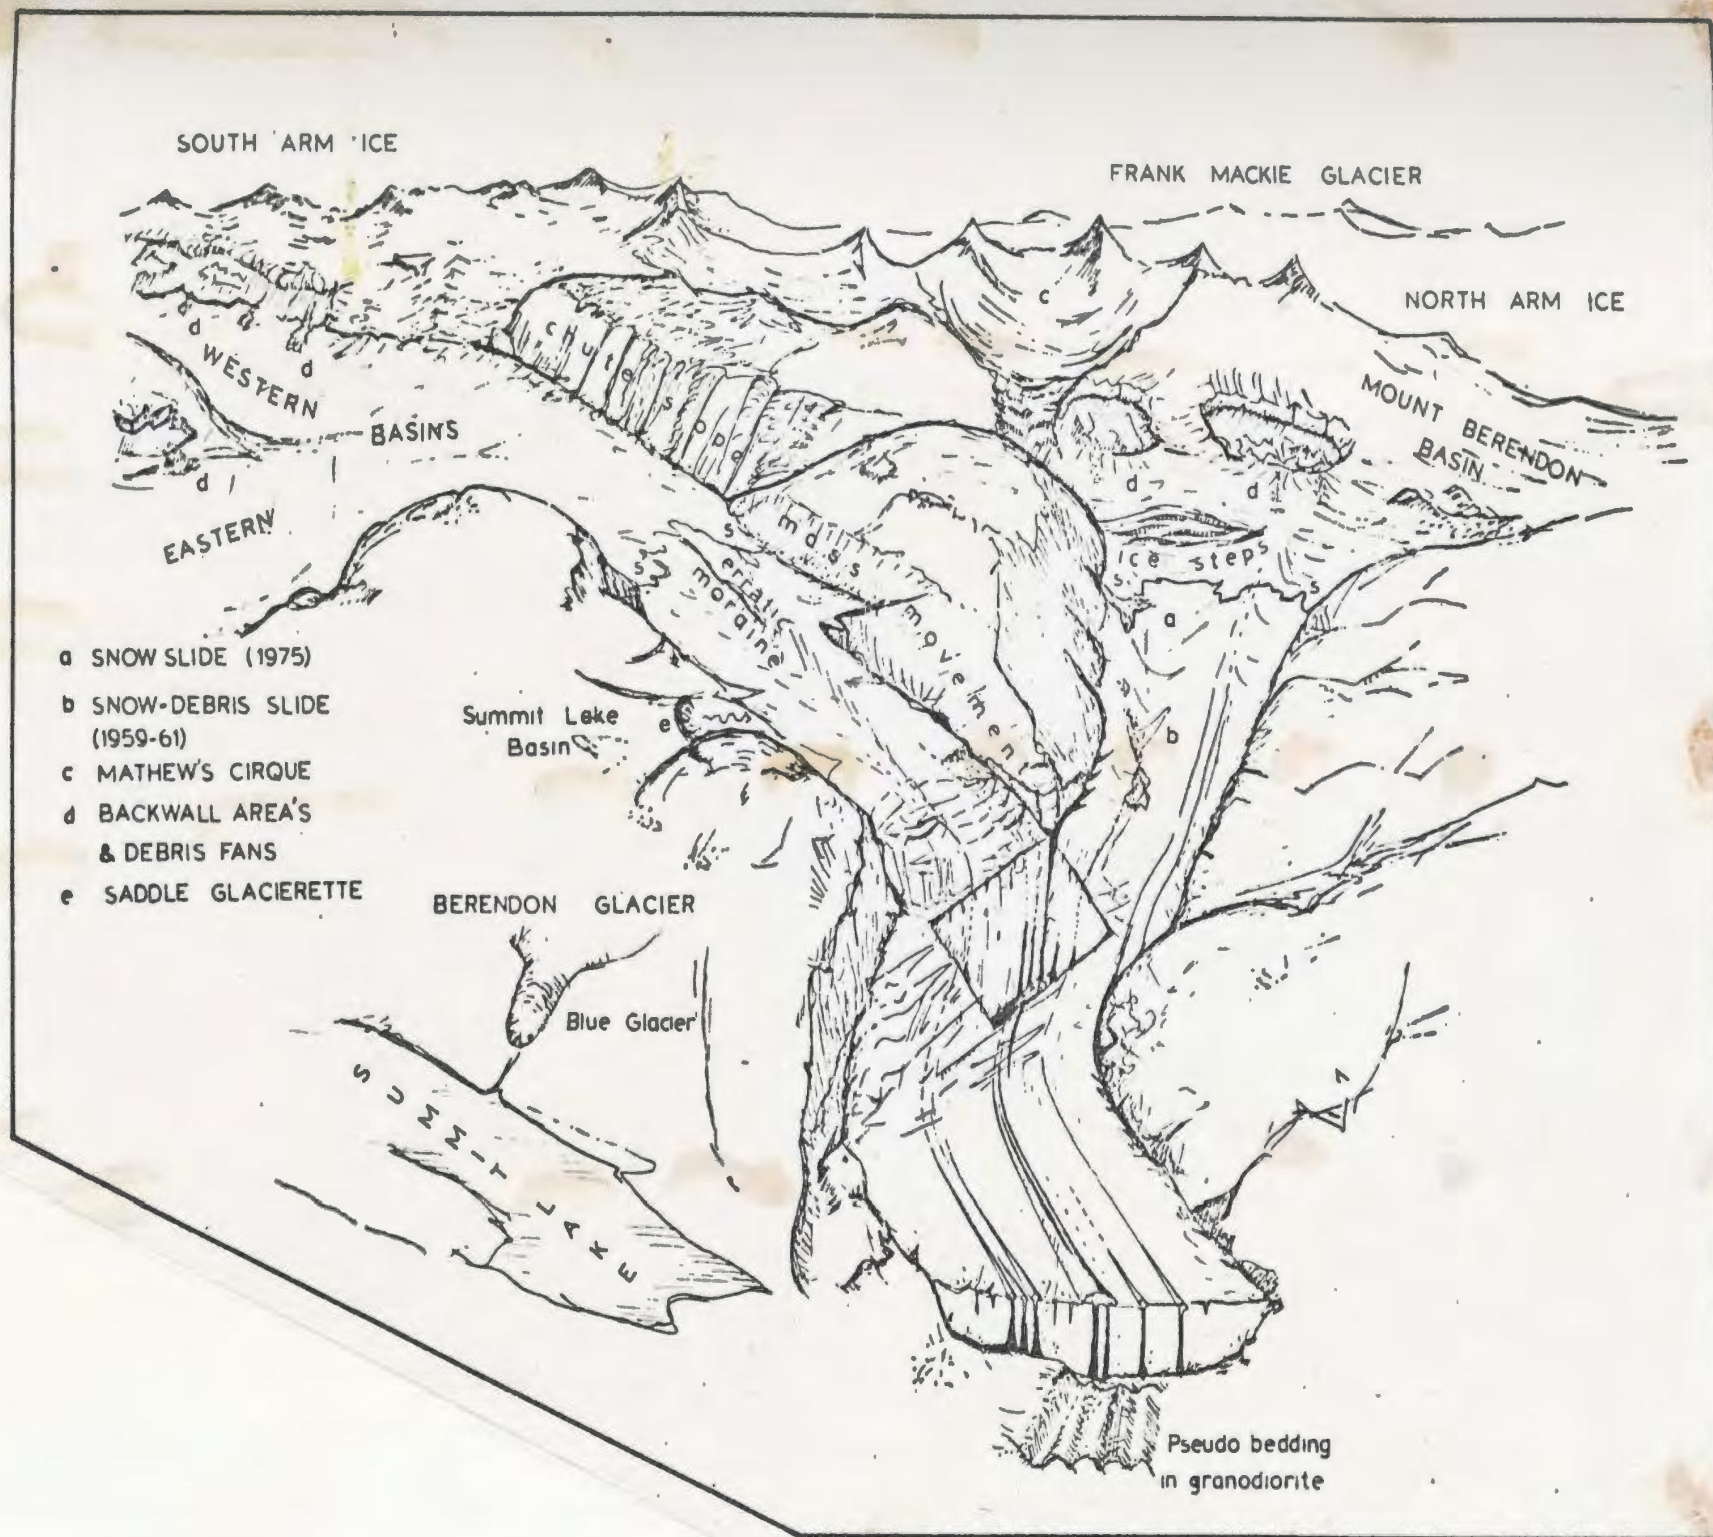 SOUTH ARM ICE
FRANK MACKIE GLACIER
NORTH ARM ICE
c
chute slope
d
d
WESTERN
BASINS
d
EASTERN
MOUNT BERENDON
BASIN
d
d
s
mass movement
s
erratic
moraine
ice steps
s
s
a
b
a SNOW SLIDE (1975)
b SNOW-DEBRIS SLIDE
(1959-61)
c MATHEW'S CIRQUE
d BACKWALL AREA'S
& DEBRIS FANS
e SADDLE GLACIERETTE
Summit Lake
Basin
e
BERENDON GLACIER
Blue Glacier
SUMMIT LAKE
Pseudo bedding
in granodiorite